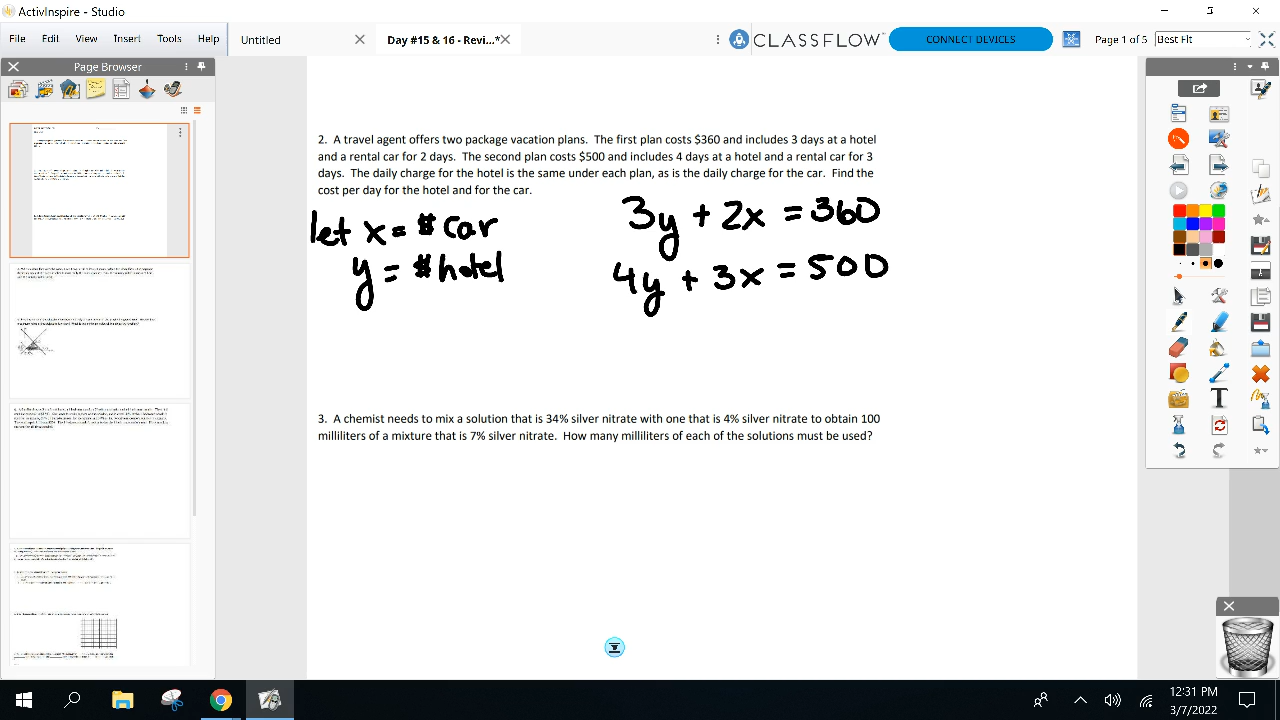 ActivInspire - Studio
File Edit View Insert Tools Help Untitled Day #15 & 16 - Revi...* CLASSFLOW CONNECT DEVICES Page 1 of 5 Best Fit
Page Browser
2. A travel agent offers two package vacation plans. The first plan costs $360 and includes 3 days at a hotel
and a rental car for 2 days. The second plan costs $500 and includes 4 days at a hotel and a rental car for 3
days. The daily charge for the hotel is the same under each plan, as is the daily charge for the car. Find the
cost per day for the hotel and for the car.
let x = # car
y = # hotel
3y + 2x = 360
4y + 3x = 500
3. A chemist needs to mix a solution that is 34% silver nitrate with one that is 4% silver nitrate to obtain 100
milliliters of a mixture that is 7% silver nitrate. How many milliliters of each of the solutions must be used?
12:31 PM
3/7/2022